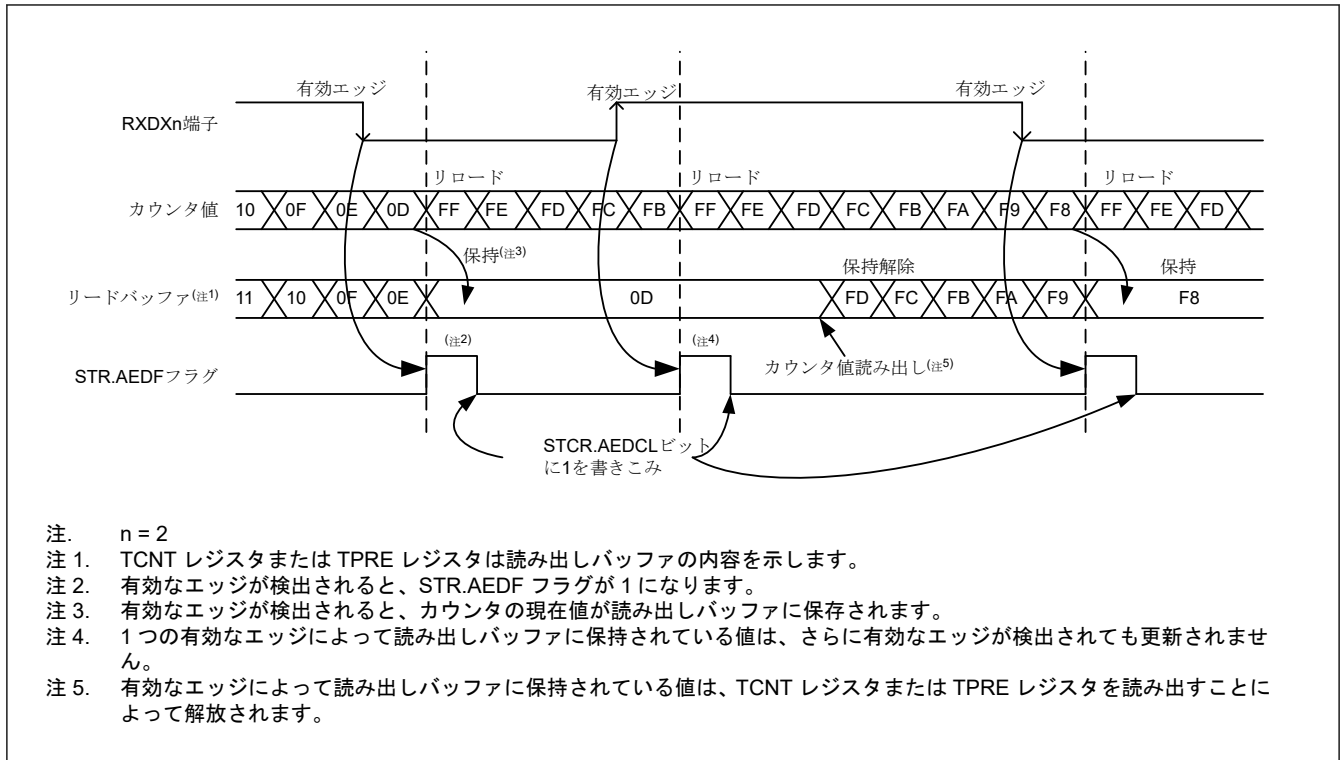 有効エッジ 有効エッジ 有効エッジ
RXDXn端子
リロード リロード リロード
カウンタ値 10 0F 0E 0D FF FE FD FC FB FF FE FD FC FB FA F9 F8 FF FE FD
保持(注3) 保持解除 保持
リードバッファ(注1) 11 10 0F 0E 0D FD FC FB FA F9 F8
(注2) (注4)
カウンタ値読み出し(注5)
STR.AEDFフラグ
STCR.AEDCLビット
に1を書きこみ
注. n = 2
注 1. TCNT レジスタまたは TPRE レジスタは読み出しバッファの内容を示します。
注 2. 有効なエッジが検出されると、STR.AEDF フラグが 1 になります。
注 3. 有効なエッジが検出されると、カウンタの現在値が読み出しバッファに保存されます。
注 4. 1 つの有効なエッジによって読み出しバッファに保持されている値は、さらに有効なエッジが検出されても更新されませ
ん。
注 5. 有効なエッジによって読み出しバッファに保持されている値は、TCNT レジスタまたは TPRE レジスタを読み出すことに
よって解放されます。